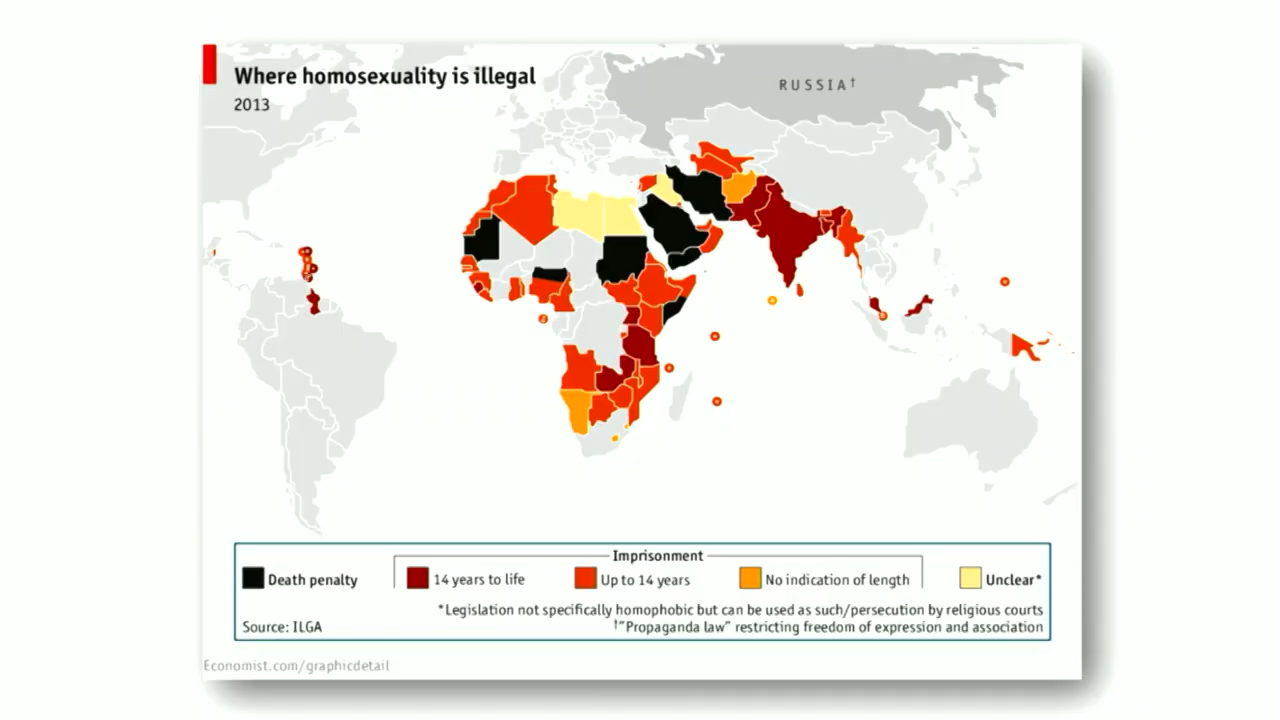 Where homosexuality is illegal
2013
RUSSIA†
Imprisonment
Death penalty
14 years to life
Up to 14 years
No indication of length
Unclear*
*Legislation not specifically homophobic but can be used as such/persecution by religious courts
Source: ILGA
†"Propaganda law" restricting freedom of expression and association
Economist.com/graphicdetail